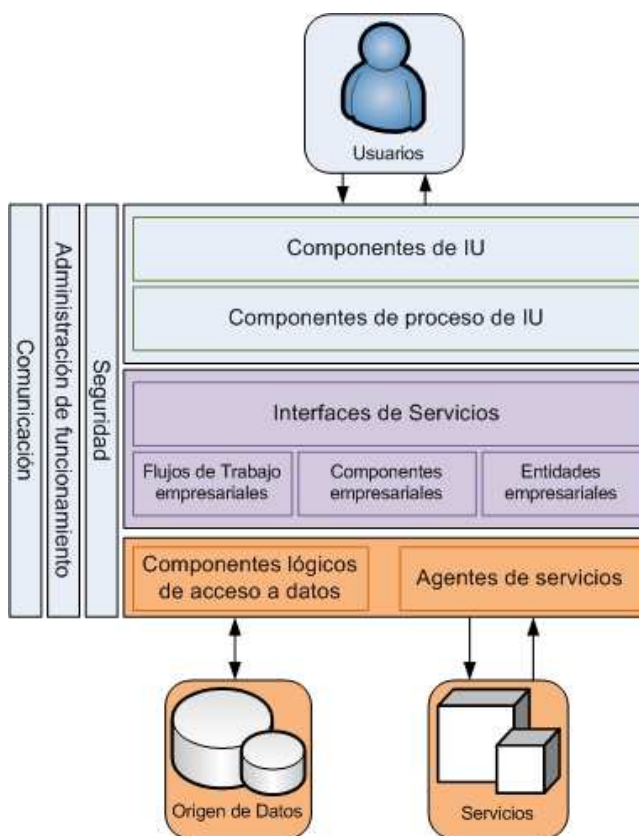 Usuarios
Comunicación
Administración de funcionamiento
Seguridad
Componentes de IU
Componentes de proceso de IU
Interfaces de Servicios
Flujos de Trabajo
empresariales
Componentes
empresariales
Entidades
empresariales
Componentes lógicos
de acceso a datos
Agentes de servicios
Origen de Datos
Servicios